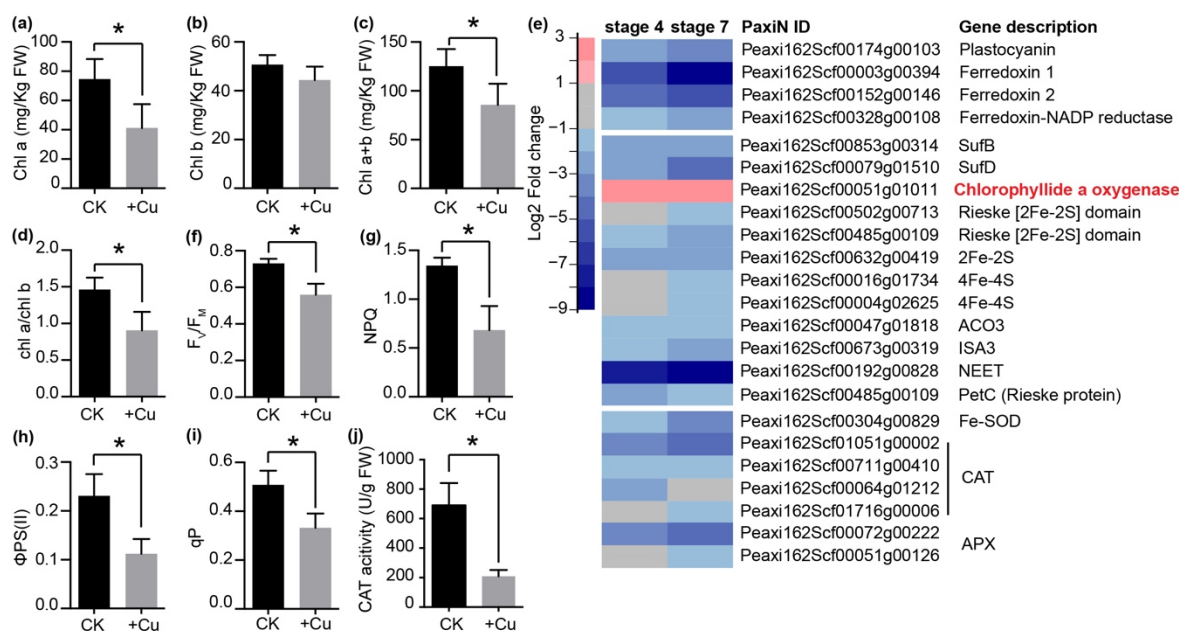 (a)
*
Chl a (mg/Kg FW)
100
80
60
40
20
0
CK +Cu
(b)
Chl b (mg/Kg FW)
60
40
20
0
CK +Cu
(c)
*
Chl a+b (mg/Kg FW)
150
100
50
0
CK +Cu
(d)
*
chl a/chl b
2.0
1.5
1.0
0.5
0.0
CK +Cu
(f)
*
FV/FM
0.8
0.6
0.4
0.2
0.0
CK +Cu
(g)
*
NPQ
1.5
1.0
0.5
0.0
CK +Cu
(h)
*
ΦPS(II)
0.3
0.2
0.1
0.0
CK +Cu
(i)
*
qP
0.6
0.4
0.2
0.0
CK +Cu
(j)
*
CAT acitivity (U/g FW)
1000
800
600
400
200
0
CK +Cu
(e)
Log2 Fold change
3
1
−1
−3
−5
−7
−9
stage 4 stage 7 PaxiN ID Gene description
Peaxi162Scf00174g00103 Plastocyanin
Peaxi162Scf00003g00394 Ferredoxin 1
Peaxi162Scf00152g00146 Ferredoxin 2
Peaxi162Scf00328g00108 Ferredoxin-NADP reductase
Peaxi162Scf00853g00314 SufB
Peaxi162Scf00079g01510 SufD
Peaxi162Scf00051g01011 Chlorophyllide a oxygenase
Peaxi162Scf00502g00713 Rieske [2Fe-2S] domain
Peaxi162Scf00485g00109 Rieske [2Fe-2S] domain
Peaxi162Scf00632g00419 2Fe-2S
Peaxi162Scf00016g01734 4Fe-4S
Peaxi162Scf00004g02625 4Fe-4S
Peaxi162Scf00047g01818 ACO3
Peaxi162Scf00673g00319 ISA3
Peaxi162Scf00192g00828 NEET
Peaxi162Scf00485g00109 PetC (Rieske protein)
Peaxi162Scf00304g00829 Fe-SOD
Peaxi162Scf01051g00002
Peaxi162Scf00711g00410
CAT
Peaxi162Scf00064g01212
Peaxi162Scf01716g00006
Peaxi162Scf00072g00222
APX
Peaxi162Scf00051g00126